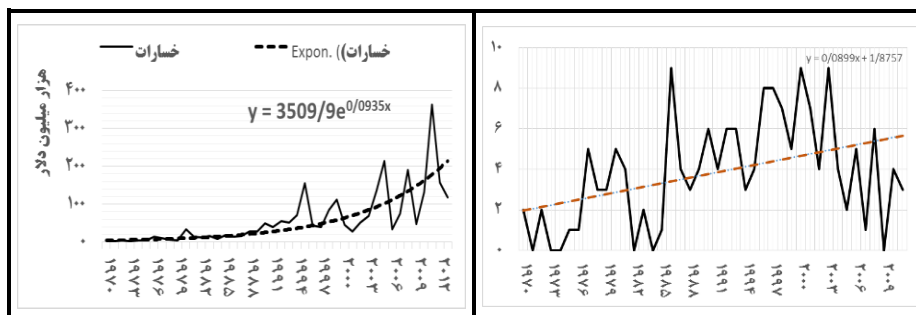 خسارات
Expon. ((خسارات
هزار میلیون دلار
y = 3509/9e^0/0935x
۴۰۰
۳۰۰
۲۰۰
۱۰۰
۰
۱۹۷۰ ۱۹۷۳ ۱۹۷۶ ۱۹۷۹ ۱۹۸۲ ۱۹۸۵ ۱۹۸۸ ۱۹۹۱ ۱۹۹۴ ۱۹۹۷ ۲۰۰۰ ۲۰۰۳ ۲۰۰۶ ۲۰۰۹ ۲۰۱۲
y = 0/0899x + 1/8757
۱۰
۸
۶
۴
۲
۰
۱۹۷۰ ۱۹۷۳ ۱۹۷۶ ۱۹۷۹ ۱۹۸۲ ۱۹۸۵ ۱۹۸۸ ۱۹۹۱ ۱۹۹۴ ۱۹۹۷ ۲۰۰۰ ۲۰۰۳ ۲۰۰۶ ۲۰۰۹